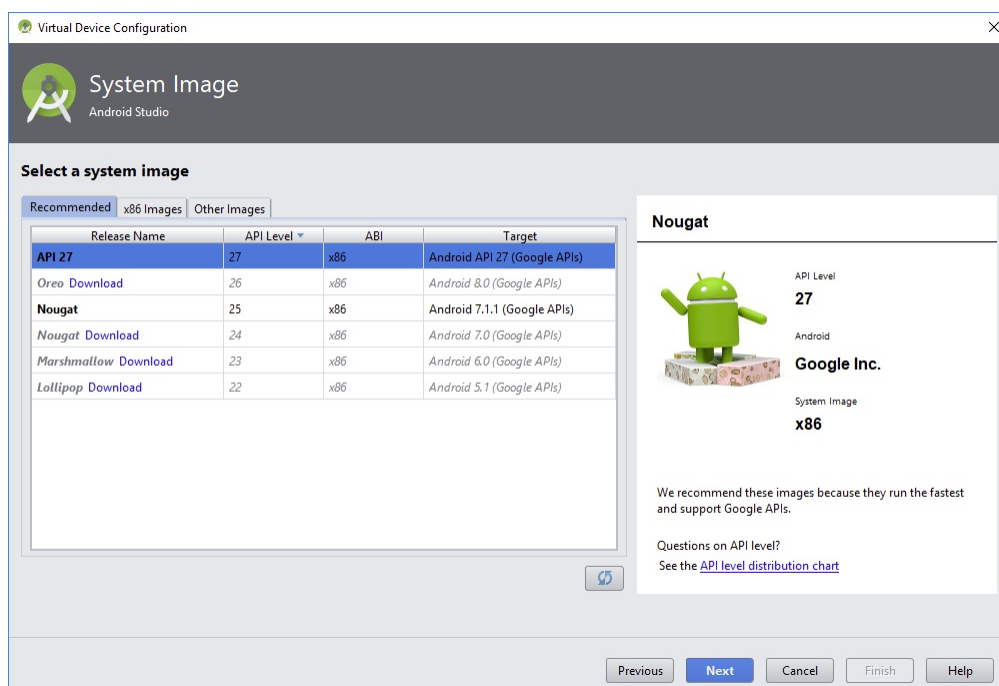 Virtual Device Configuration
System Image
Android Studio
Select a system image
Recommended x86 Images Other Images
Release Name API Level ABI Target
API 27 27 x86 Android API 27 (Google APIs)
Oreo Download 26 x86 Android 8.0 (Google APIs)
Nougat 25 x86 Android 7.1.1 (Google APIs)
Nougat Download 24 x86 Android 7.0 (Google APIs)
Marshmallow Download 23 x86 Android 6.0 (Google APIs)
Lollipop Download 22 x86 Android 5.1 (Google APIs)
Nougat
API Level
27
Android
Google Inc.
System Image
x86
We recommend these images because they run the fastest
and support Google APIs.
Questions on API level?
See the API level distribution chart
Previous Next Cancel Finish Help